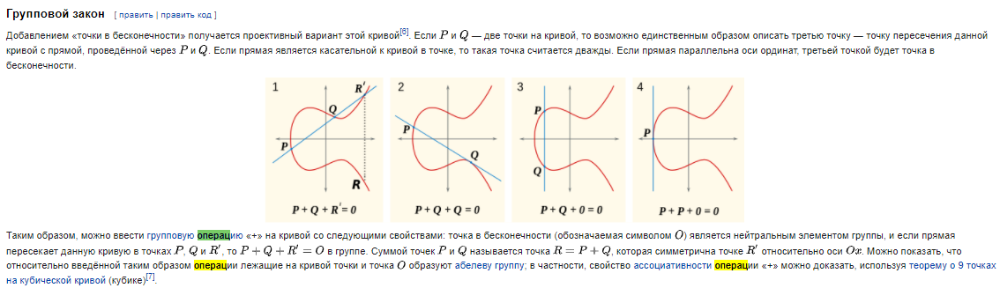 Групповой закон [ править | править код ]
Добавлением «точки в бесконечности» получается проективный вариант этой кривой[6]. Если P и Q — две точки на кривой, то возможно единственным образом описать третью точку — точку пересечения данной
кривой с прямой, проведённой через P и Q. Если прямая является касательной к кривой в точке, то такая точка считается дважды. Если прямая параллельна оси ординат, третьей точкой будет точка в
бесконечности.
1 R' Q P R
P + Q + R' = 0
2 P Q
P + Q + Q = 0
3 P Q
P + Q + 0 = 0
4 P
P + P + 0 = 0
Таким образом, можно ввести групповую операцию «+» на кривой со следующими свойствами: точка в бесконечности (обозначаемая символом O) является нейтральным элементом группы, и если прямая
пересекает данную кривую в точках P, Q и R′, то P + Q + R′ = O в группе. Суммой точек P и Q называется точка R = P + Q, которая симметрична точке R′ относительно оси Ox. Можно показать, что
относительно введённой таким образом операции лежащие на кривой точки и точка O образуют абелеву группу; в частности, свойство ассоциативности операции «+» можно доказать, используя теорему о 9 точках
на кубической кривой (кубике)[7].